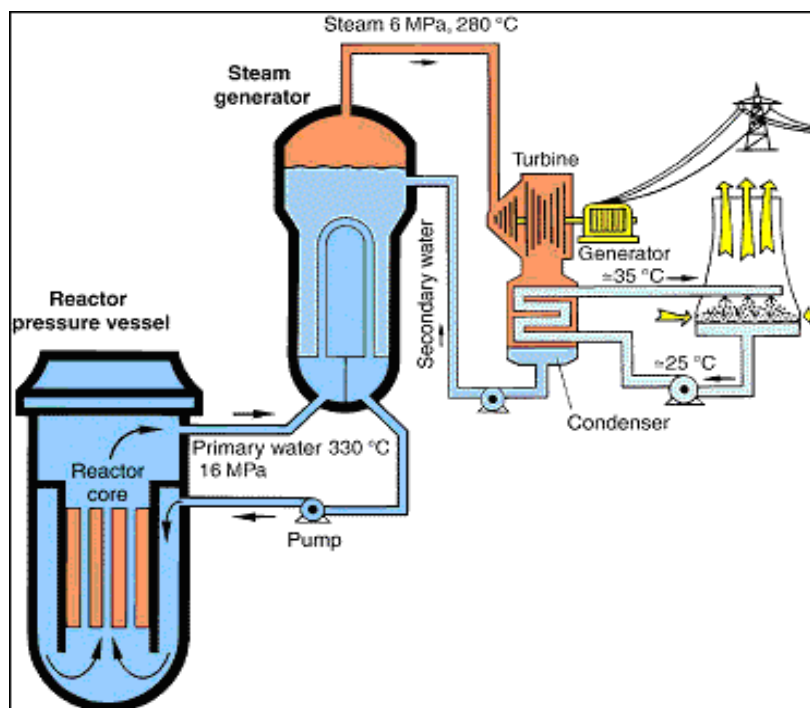 Steam 6 MPa, 280 °C
Steam
generator
Turbine
Generator
≃35 °C
Reactor
pressure vessel
Secondary water
≃25 °C
Condenser
Primary water 330 °C
16 MPa
Reactor
core
Pump